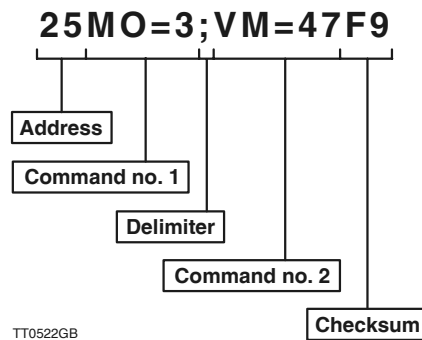 25MO=3;VM=47F9
Address
Command no. 1
Delimiter
Command no. 2
Checksum
TT0522GB